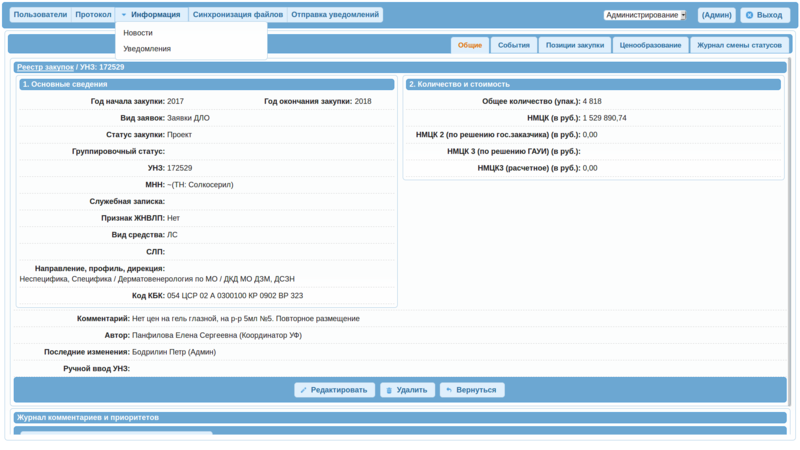 Пользователи Протокол Информация Синхронизация файлов Отправка уведомлений Администрирование (Админ) Выход
Новости
Уведомления
Общие События Позиции закупки Ценообразование Журнал смены статусов
Реестр закупок / УНЗ: 172529
1. Основные сведения
Год начала закупки: 2017 Год окончания закупки: 2018
Вид заявок: Заявки ДЛО
Статус закупки: Проект
Группировочный статус:
УНЗ: 172529
МНН: ~(ТН: Солкосерил)
Служебная записка:
Признак ЖНВЛП: Нет
Вид средства: ЛС
СЛП:
Направление, профиль, дирекция:
Неспецифика, Специфика / Дерматовенерология по МО / ДКД МО ДЗМ, ДСЗН
Код КБК: 054 ЦСР 02 А 0300100 КР 0902 ВР 323
2. Количество и стоимость
Общее количество (упак.): 4 818
НМЦК (в руб.): 1 529 890,74
НМЦК 2 (по решению гос.заказчика) (в руб.): 0,00
НМЦК 3 (по решению ГАУИ) (в руб.):
НМЦК3 (расчетное) (в руб.): 0,00
Комментарий: Нет цен на гель глазной, на р-р 5мл №5. Повторное размещение
Автор: Панфилова Елена Сергеевна (Координатор УФ)
Последние изменения: Бодрилин Петр (Админ)
Ручной ввод УНЗ:
Редактировать Удалить Вернуться
Журнал комментариев и приоритетов